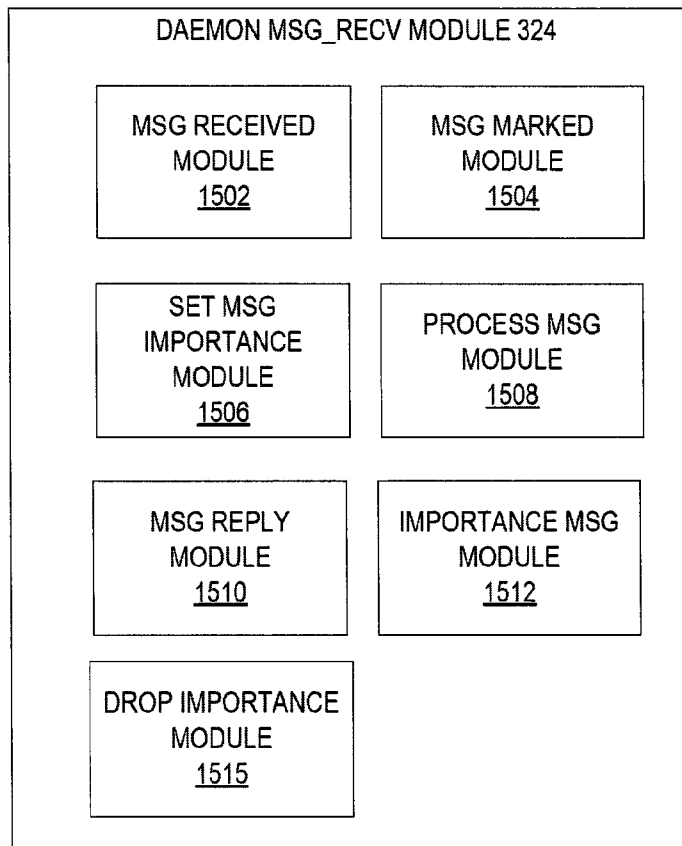 DAEMON MSG_RECV MODULE 324
MSG RECEIVED
MODULE
1502
MSG MARKED
MODULE
1504
SET MSG
IMPORTANCE
MODULE
1506
PROCESS MSG
MODULE
1508
MSG REPLY
MODULE
1510
IMPORTANCE MSG
MODULE
1512
DROP IMPORTANCE
MODULE
1515